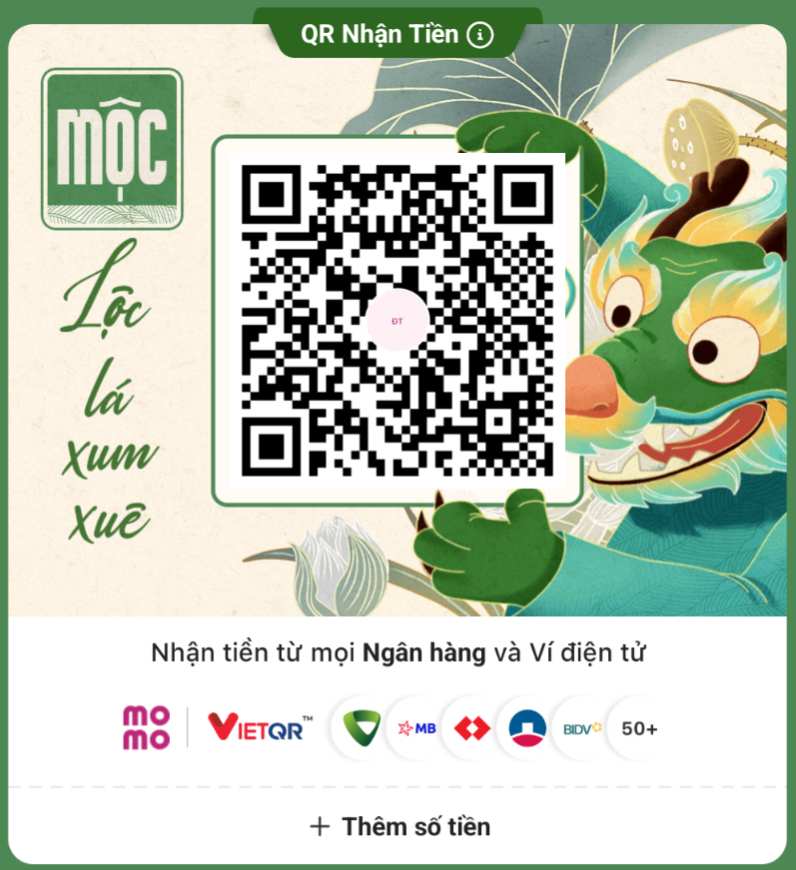 QR Nhận Tiền
MỘC
Lộc
lá
xum
xuê
ĐT
Nhận tiền từ mọi Ngân hàng và Ví điện tử
mo
mo
VIETQR™
MB
BIDV
50+
+ Thêm số tiền